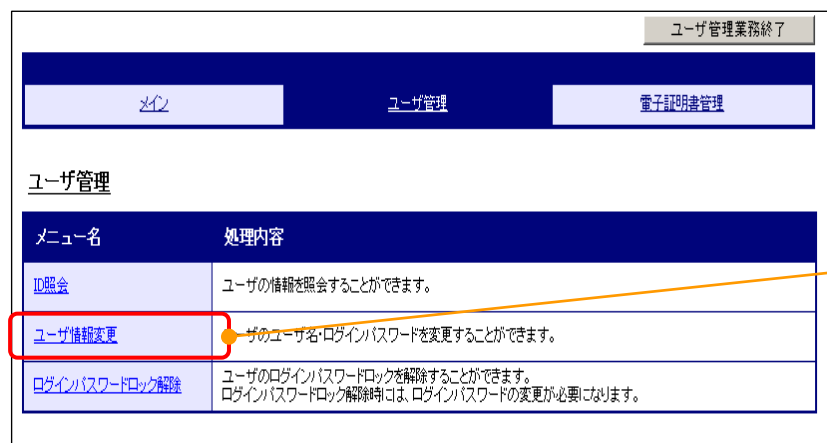 ユーザ管理業務終了
メイン ユーザ管理 電子証明書管理
ユーザ管理
メニュー名 処理内容
ID照会 ユーザの情報を照会することができます。
ユーザ情報変更 ーザのユーザ名・ログインパスワードを変更することができます。
ログインパスワードロック解除 ユーザのログインパスワードロックを解除することができます。
ログインパスワードロック解除時には、ログインパスワードの変更が必要になります。